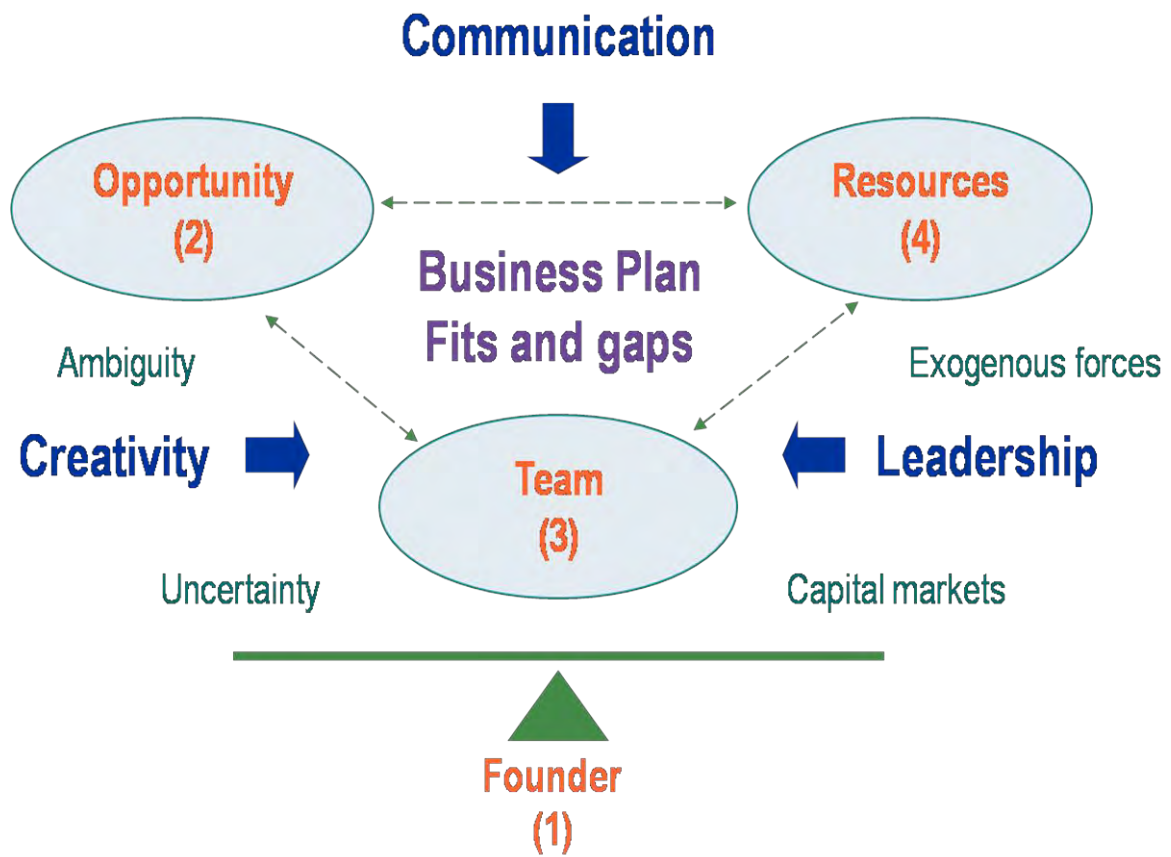 Communication
Opportunity
(2)
Resources
(4)
Business Plan
Fits and gaps
Ambiguity
Exogenous forces
Creativity
Leadership
Team
(3)
Uncertainty
Capital markets
Founder
(1)